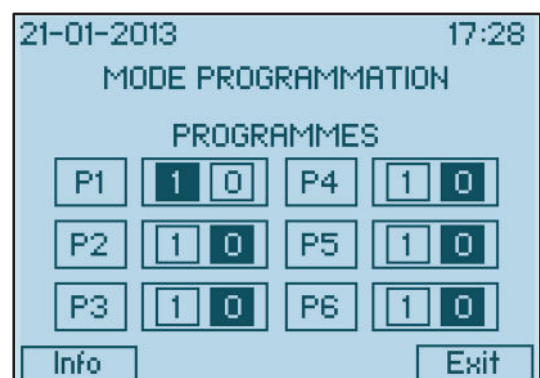 21-01-2013 17:28
MODE PROGRAMMATION
PROGRAMMES
P1 1 0 P4 1 0
P2 1 0 P5 1 0
P3 1 0 P6 1 0
Info Exit